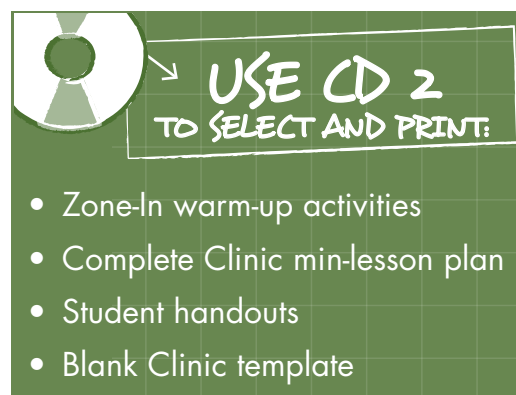 USE CD 2
TO SELECT AND PRINT:
• Zone-In warm-up activities
• Complete Clinic min-lesson plan
• Student handouts
• Blank Clinic template